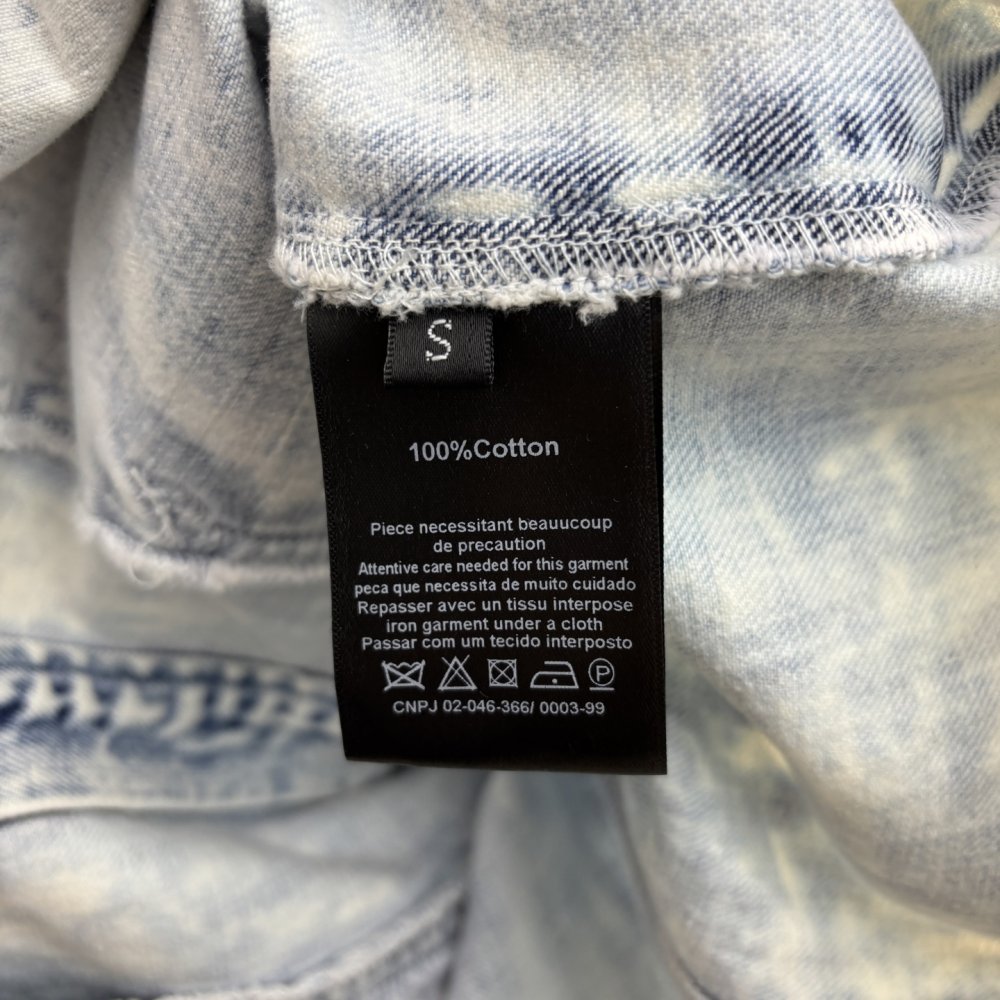 S
100%Cotton
Piece necessitant beauucoup
de precaution
Attentive care needed for this garment
peca que necessita de muito cuidado
Repasser avec un tissu interpose
iron garment under a cloth
Passar com um tecido interposto
P
CNPJ 02-046-366/ 0003-99